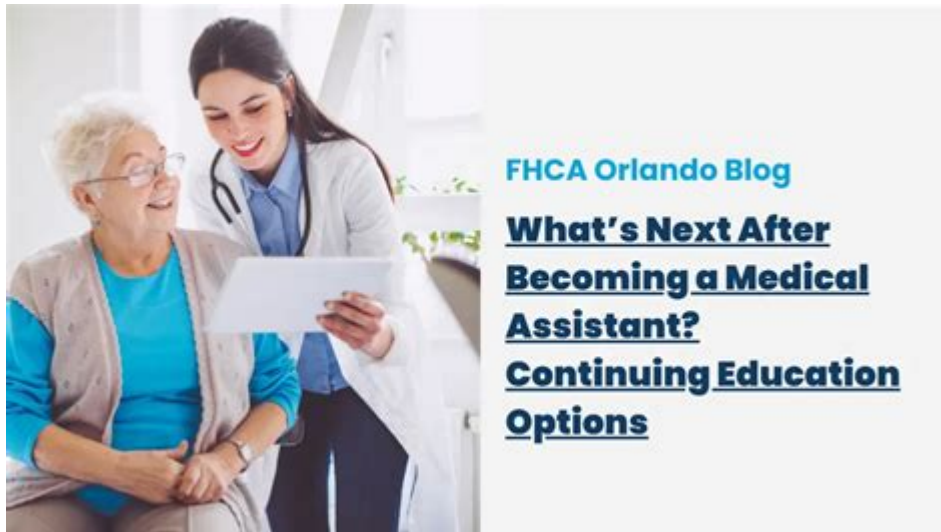 FHCA Orlando Blog
What’s Next After
Becoming a Medical
Assistant?
Continuing Education
Options